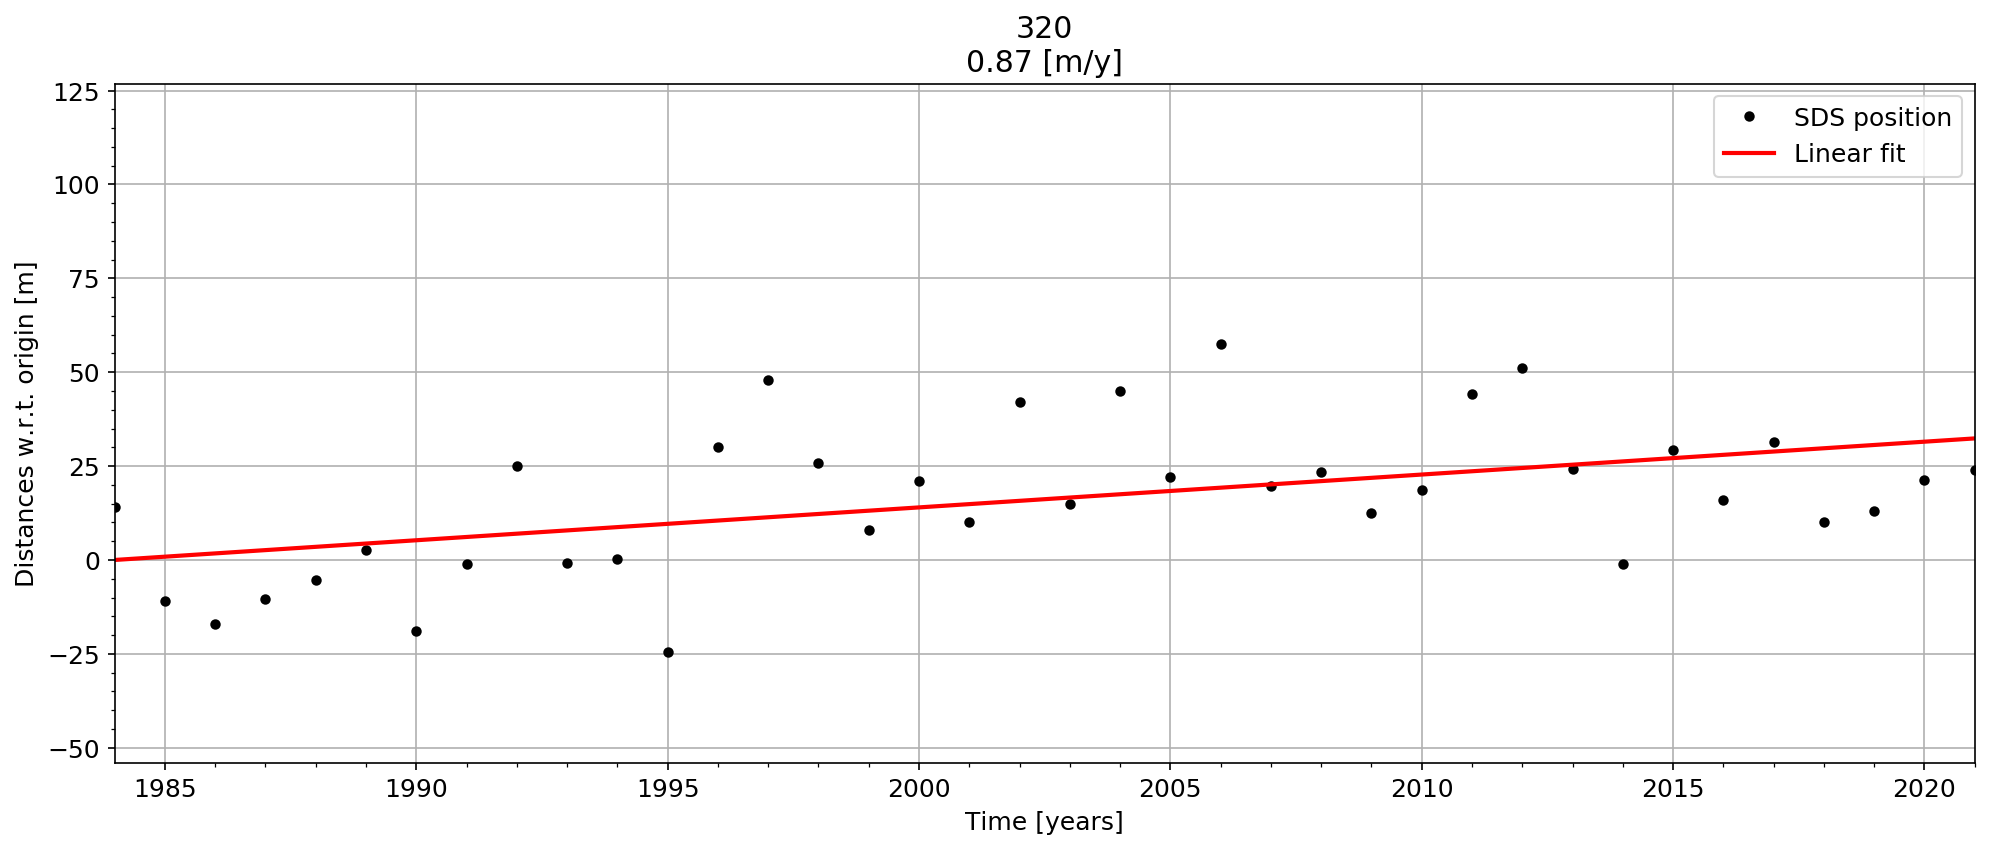 320
0.87 [m/y]
SDS position
Linear fit
Distances w.r.t. origin [m]
125
100
75
50
25
0
−25
−50
1985 1990 1995 2000 2005 2010 2015 2020
Time [years]